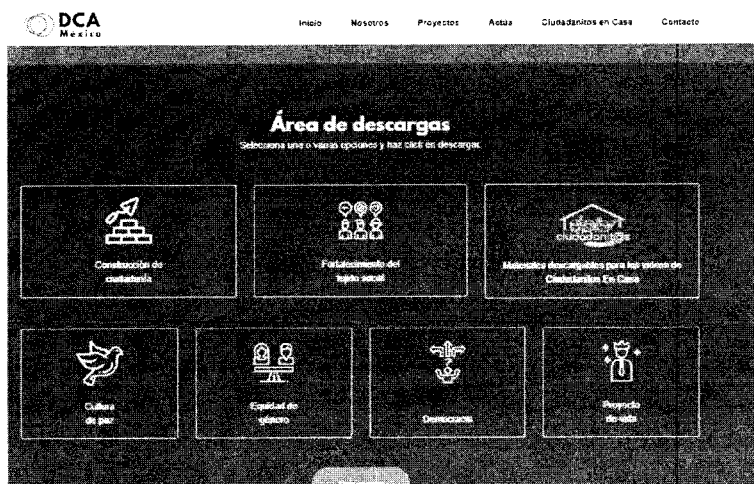 DCA
México
Inicio Nosotros Proyectos Actúa Ciudadanitos en Casa Contacto
Área de descargas
Selecciona una o varias opciones y haz click en descargar.
Construcción de
ciudadanía
Fortalecimiento del
tejido social
ciudadanit@s
Materiales descargables para los videos de
Ciudadanitos En Casa
Cultura
de paz
Equidad de
género
Democracia
Proyecto
de vida